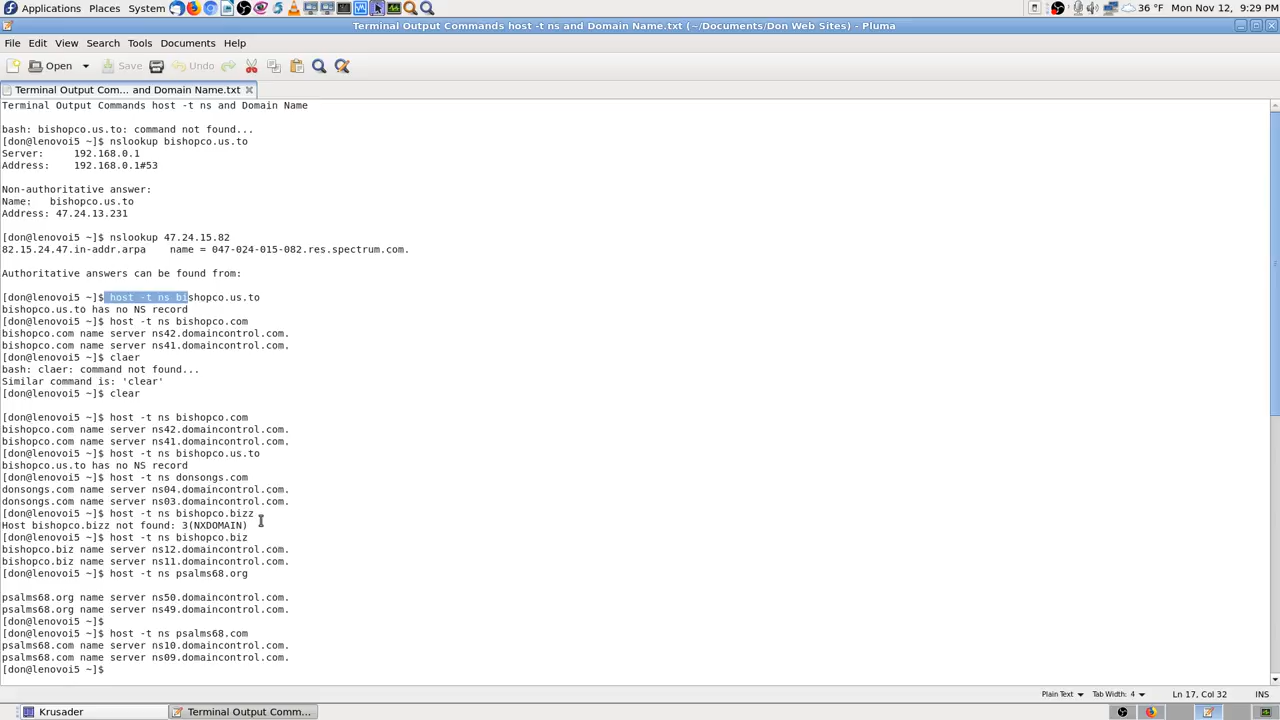 Applications Places System 36 °F Mon Nov 12, 9:29 PM
Terminal Output Commands host -t ns and Domain Name.txt (~/Documents/Don Web Sites) - Pluma
File Edit View Search Tools Documents Help
Open Save Undo
Terminal Output Com... and Domain Name.txt
Terminal Output Commands host -t ns and Domain Name
bash: bishopco.us.to: command not found...
[don@lenovoi5 ~]$ nslookup bishopco.us.to
Server:     192.168.0.1
Address:    192.168.0.1#53
Non-authoritative answer:
Name:   bishopco.us.to
Address: 47.24.13.231
[don@lenovoi5 ~]$ nslookup 47.24.15.82
82.15.24.47.in-addr.arpa    name = 047-024-015-082.res.spectrum.com.
Authoritative answers can be found from:
[don@lenovoi5 ~]$ host -t ns bishopco.us.to
bishopco.us.to has no NS record
[don@lenovoi5 ~]$ host -t ns bishopco.com
bishopco.com name server ns42.domaincontrol.com.
bishopco.com name server ns41.domaincontrol.com.
[don@lenovoi5 ~]$ claer
bash: claer: command not found...
Similar command is: 'clear'
[don@lenovoi5 ~]$ clear
[don@lenovoi5 ~]$ host -t ns bishopco.com
bishopco.com name server ns42.domaincontrol.com.
bishopco.com name server ns41.domaincontrol.com.
[don@lenovoi5 ~]$ host -t ns bishopco.us.to
bishopco.us.to has no NS record
[don@lenovoi5 ~]$ host -t ns donsongs.com
donsongs.com name server ns04.domaincontrol.com.
donsongs.com name server ns03.domaincontrol.com.
[don@lenovoi5 ~]$ host -t ns bishopco.bizz
Host bishopco.bizz not found: 3(NXDOMAIN)
[don@lenovoi5 ~]$ host -t ns bishopco.biz
bishopco.biz name server ns12.domaincontrol.com.
bishopco.biz name server ns11.domaincontrol.com.
[don@lenovoi5 ~]$ host -t ns psalms68.org
psalms68.org name server ns50.domaincontrol.com.
psalms68.org name server ns49.domaincontrol.com.
[don@lenovoi5 ~]$
[don@lenovoi5 ~]$ host -t ns psalms68.com
psalms68.com name server ns10.domaincontrol.com.
psalms68.com name server ns09.domaincontrol.com.
[don@lenovoi5 ~]$
Plain Text Tab Width: 4 Ln 17, Col 32 INS
Krusader Terminal Output Comm...